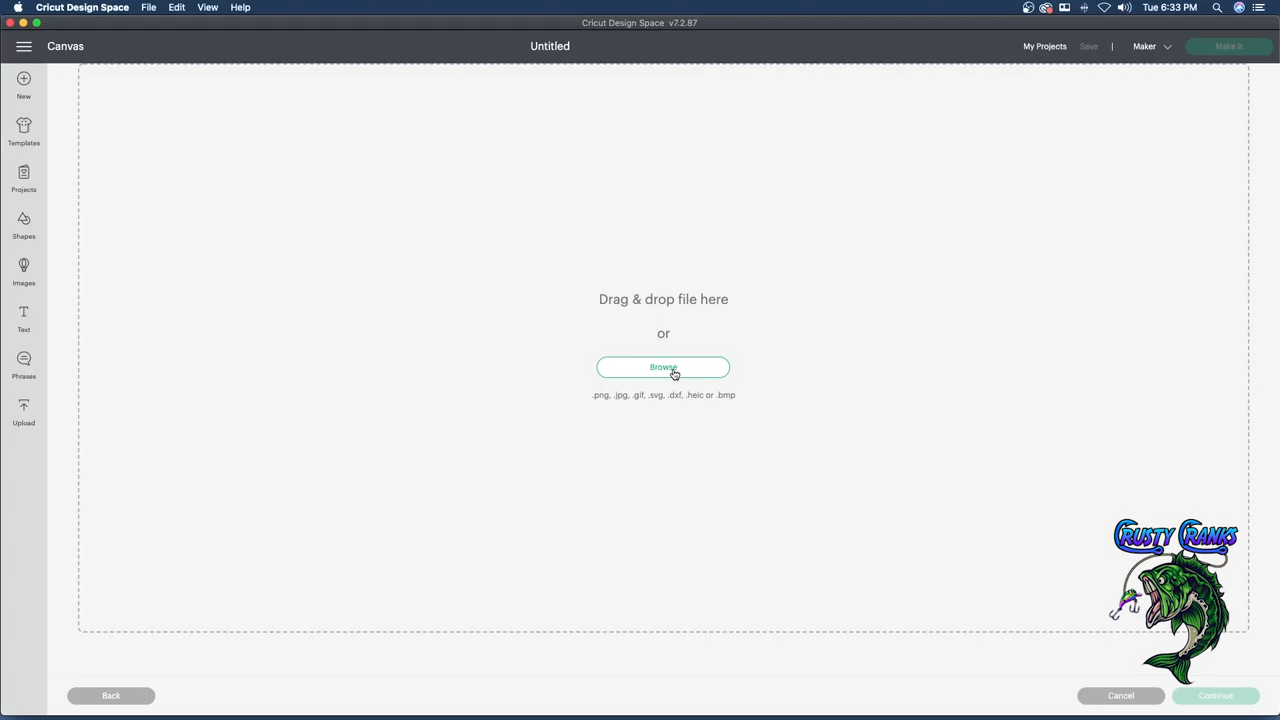 Cricut Design Space File Edit View Help Tue 6:33 PM
Cricut Design Space v7.2.87
Canvas Untitled My Projects Save | Maker Make It
New
Templates
Projects
Shapes
Images
Text
Phrases
Upload
Drag & drop file here
or
Browse
.png, .jpg, .gif, .svg, .dxf, .heic or .bmp
CRUSTY CRANKS
Back Cancel Continue